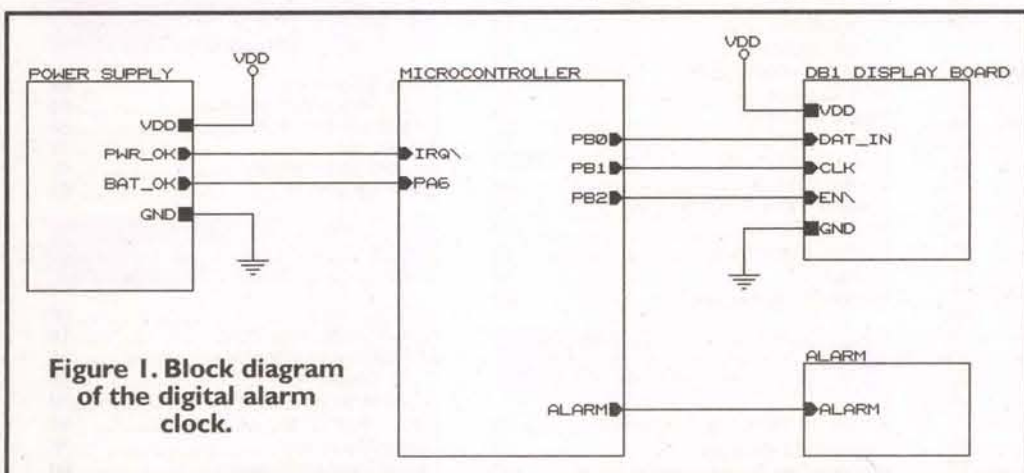 POWER SUPPLY
VDD
VDD
PWR_OK
BAT_OK
GND
MICROCONTROLLER
IRQ\
PA6
PB0
PB1
PB2
ALARM
VDD
DB1 DISPLAY BOARD
VDD
DAT_IN
CLK
EN\
GND
ALARM
ALARM
Figure 1. Block diagram
of the digital alarm
clock.